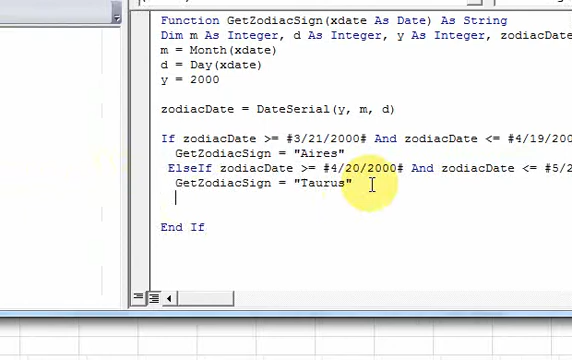 Function GetZodiacSign(xdate As Date) As String
Dim m As Integer, d As Integer, y As Integer, zodiacDate
m = Month(xdate)
d = Day(xdate)
y = 2000
zodiacDate = DateSerial(y, m, d)
If zodiacDate >= #3/21/2000# And zodiacDate <= #4/19/200
GetZodiacSign = "Aires"
ElseIf zodiacDate >= #4/20/2000# And zodiacDate <= #5/2
GetZodiacSign = "Taurus"
End If